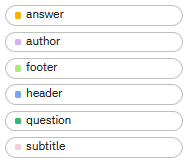 answer
author
footer
header
question
subtitle